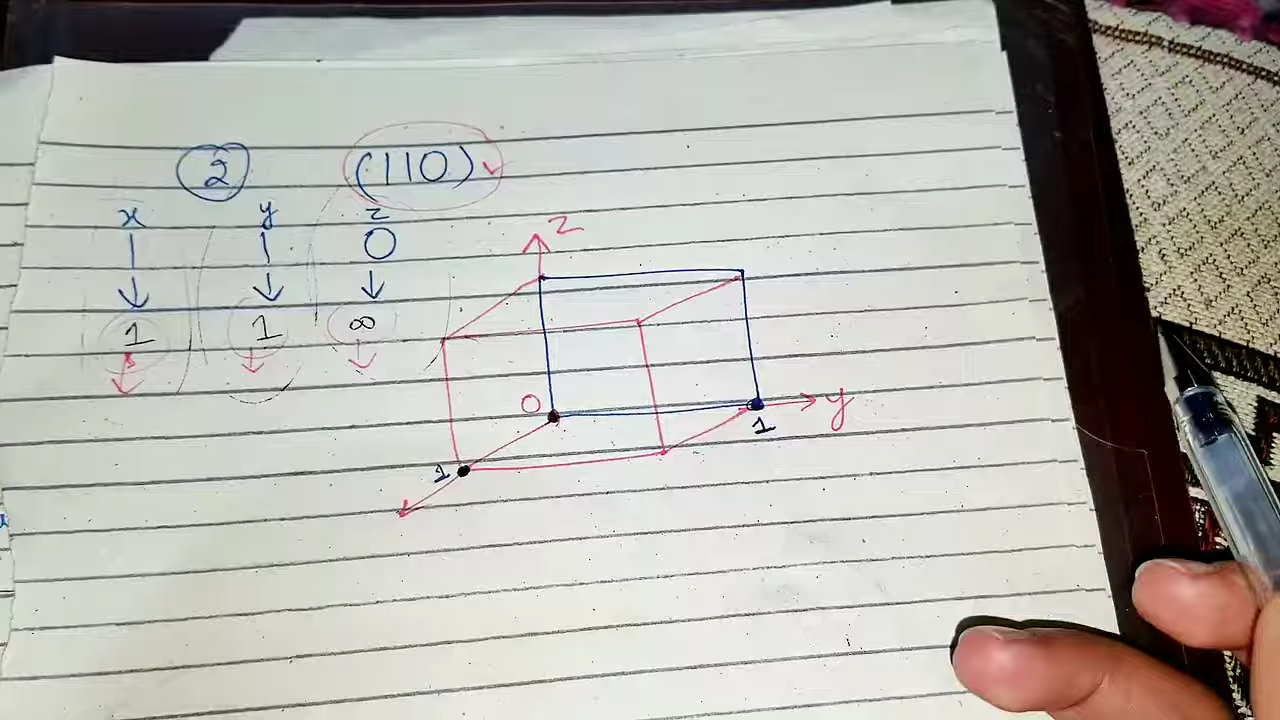 2 (110)
x y z
1 1 0
↓ ↓ ↓
1 1 ∞
z
0
y
1
1